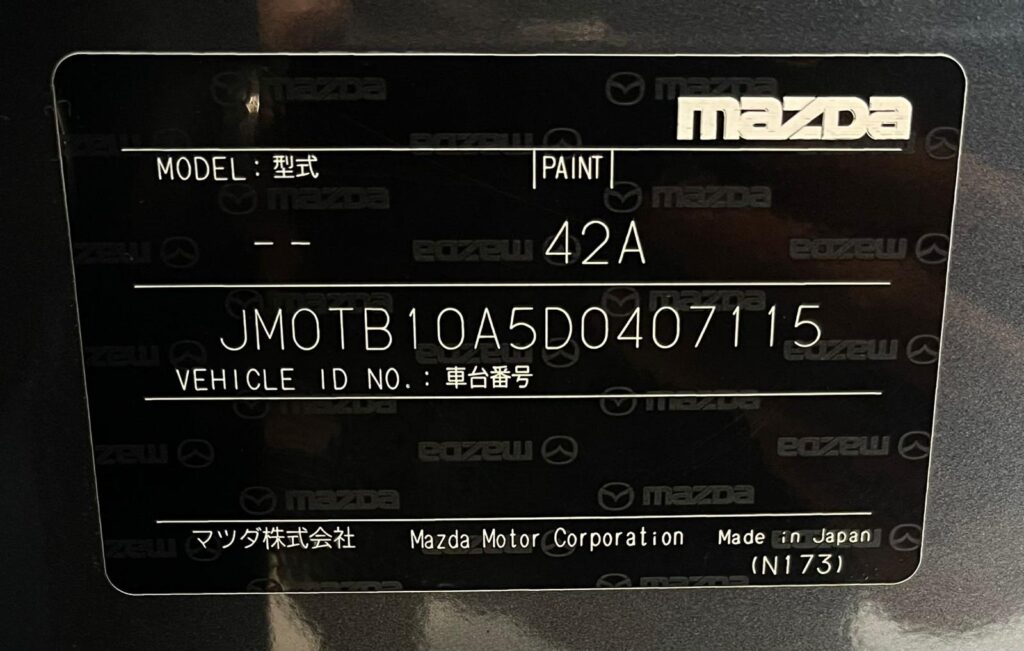 mazda
MODEL : 型式 PAINT
-- 42A
JM0TB10A5D0407115
VEHICLE ID NO. : 車台番号
マツダ株式会社 Mazda Motor Corporation Made in Japan
(N173)